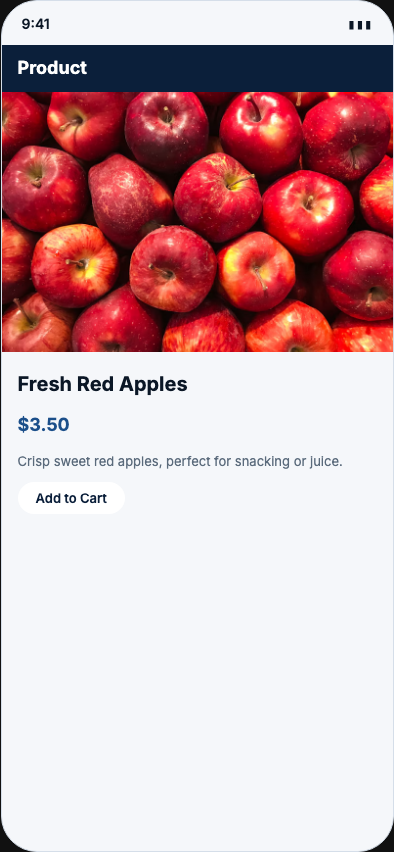 9:41
Product
Fresh Red Apples
$3.50
Crisp sweet red apples, perfect for snacking or juice.
Add to Cart